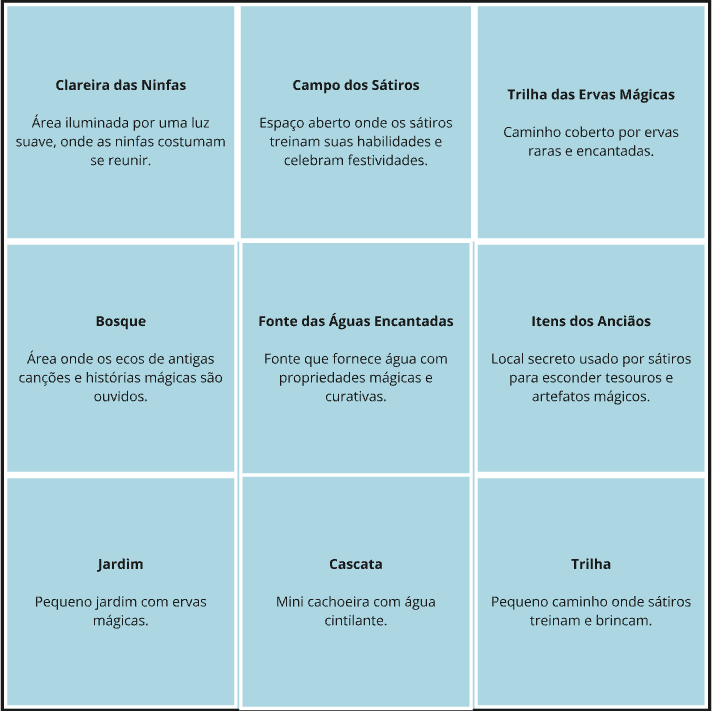 Clareira das Ninfas
Área iluminada por uma luz
suave, onde as ninfas costumam
se reunir.
Campo dos Sátiros
Espaço aberto onde os sátiros
treinam suas habilidades e
celebram festividades.
Trilha das Ervas Mágicas
Caminho coberto por ervas
raras e encantadas.
Bosque
Área onde os ecos de antigas
canções e histórias mágicas são
ouvidos.
Fonte das Águas Encantadas
Fonte que fornece água com
propriedades mágicas e
curativas.
Itens dos Anciãos
Local secreto usado por sátiros
para esconder tesouros e
artefatos mágicos.
Jardim
Pequeno jardim com ervas
mágicas.
Cascata
Mini cachoeira com água
cintilante.
Trilha
Pequeno caminho onde sátiros
treinam e brincam.